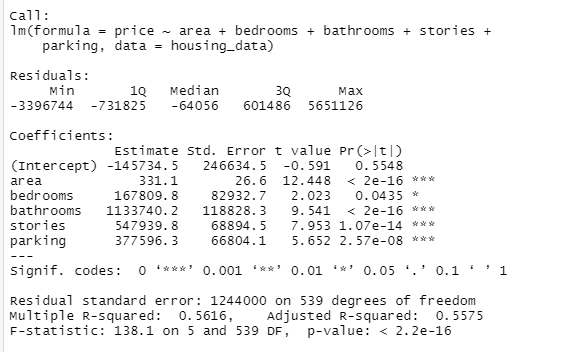 Call:
lm(formula = price ~ area + bedrooms + bathrooms + stories +
    parking, data = housing_data)
Residuals:
     Min       1Q   Median       3Q      Max
-3396744  -731825   -64056   601486  5651126
Coefficients:
             Estimate Std. Error t value Pr(>|t|)
(Intercept) -145734.5   246634.5  -0.591   0.5548
area            331.1       26.6  12.448  < 2e-16 ***
bedrooms     167809.8    82932.7   2.023   0.0435 *
bathrooms   1133740.2   118828.3   9.541  < 2e-16 ***
stories      547939.8    68894.5   7.953 1.07e-14 ***
parking      377596.3    66804.1   5.652 2.57e-08 ***
---
Signif. codes:  0 ‘***’ 0.001 ‘**’ 0.01 ‘*’ 0.05 ‘.’ 0.1 ‘ ’ 1
Residual standard error: 1244000 on 539 degrees of freedom
Multiple R-squared:  0.5616,    Adjusted R-squared:  0.5575
F-statistic: 138.1 on 5 and 539 DF,  p-value: < 2.2e-16